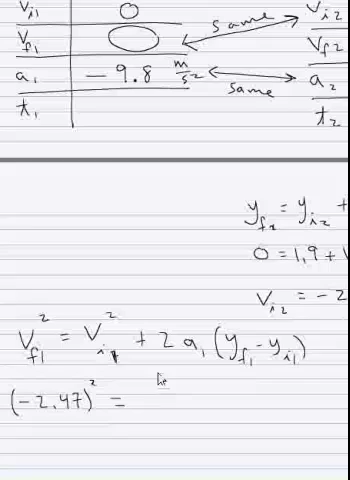 V_i1 0 same V_i2
V_f1 V_f2
a_1 -9.8 m/s² same a_2
t_1 t_2
y_f2 = y_i2 +
0 = 1.9 + V
V_i2 = -2
V_f1² = V_i1² + 2 a_1 (y_f1 - y_i1)
(-2.47)² =